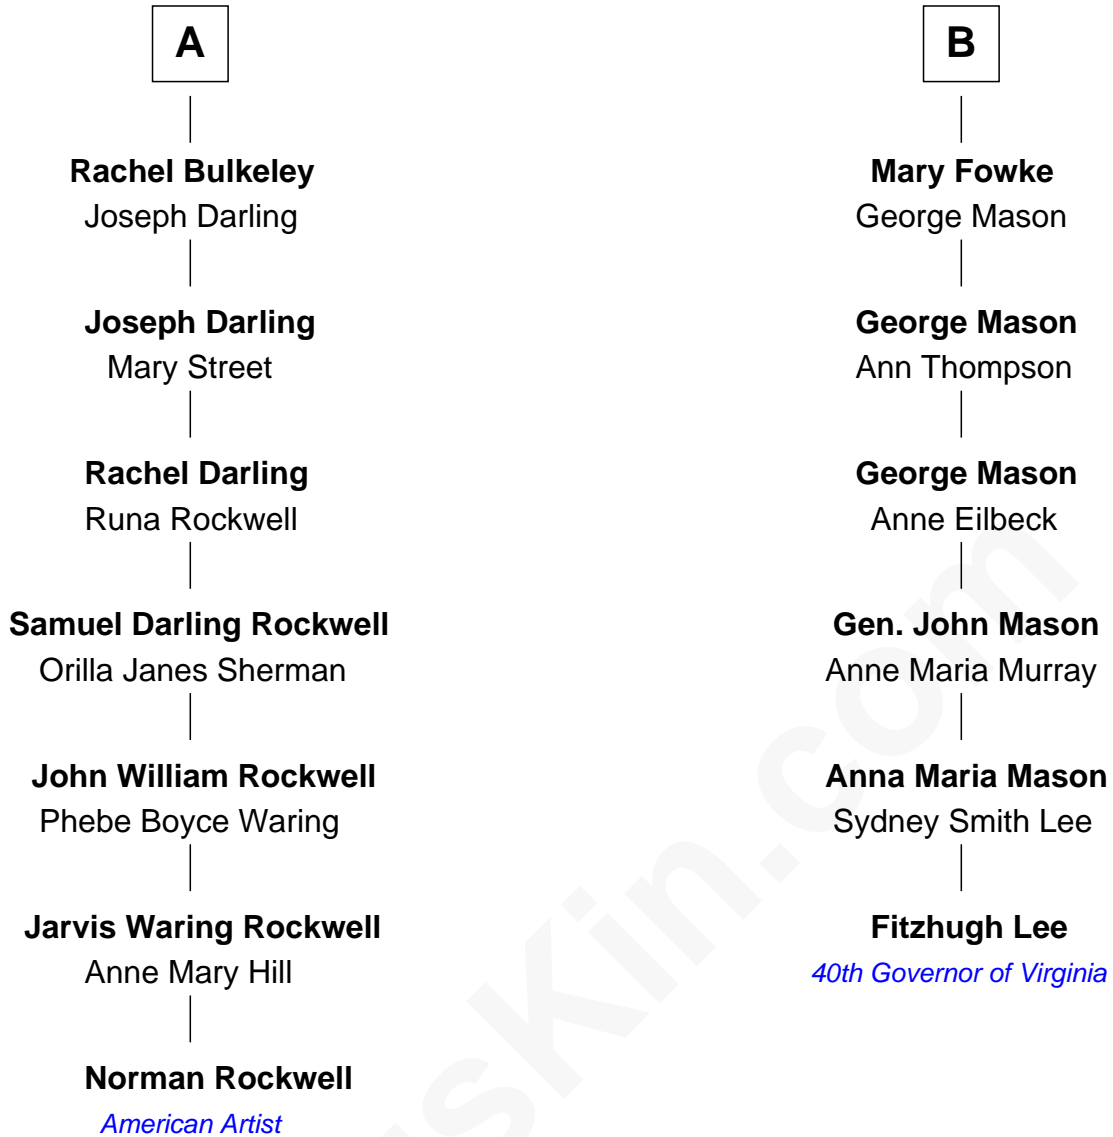 A
Rachel Bulkeley
Joseph Darling
Joseph Darling
Mary Street
Rachel Darling
Runa Rockwell
Samuel Darling Rockwell
Orilla Janes Sherman
John William Rockwell
Phebe Boyce Waring
Jarvis Waring Rockwell
Anne Mary Hill
Norman Rockwell
American Artist
B
Mary Fowke
George Mason
George Mason
Ann Thompson
George Mason
Anne Eilbeck
Gen. John Mason
Anne Maria Murray
Anna Maria Mason
Sydney Smith Lee
Fitzhugh Lee
40th Governor of Virginia